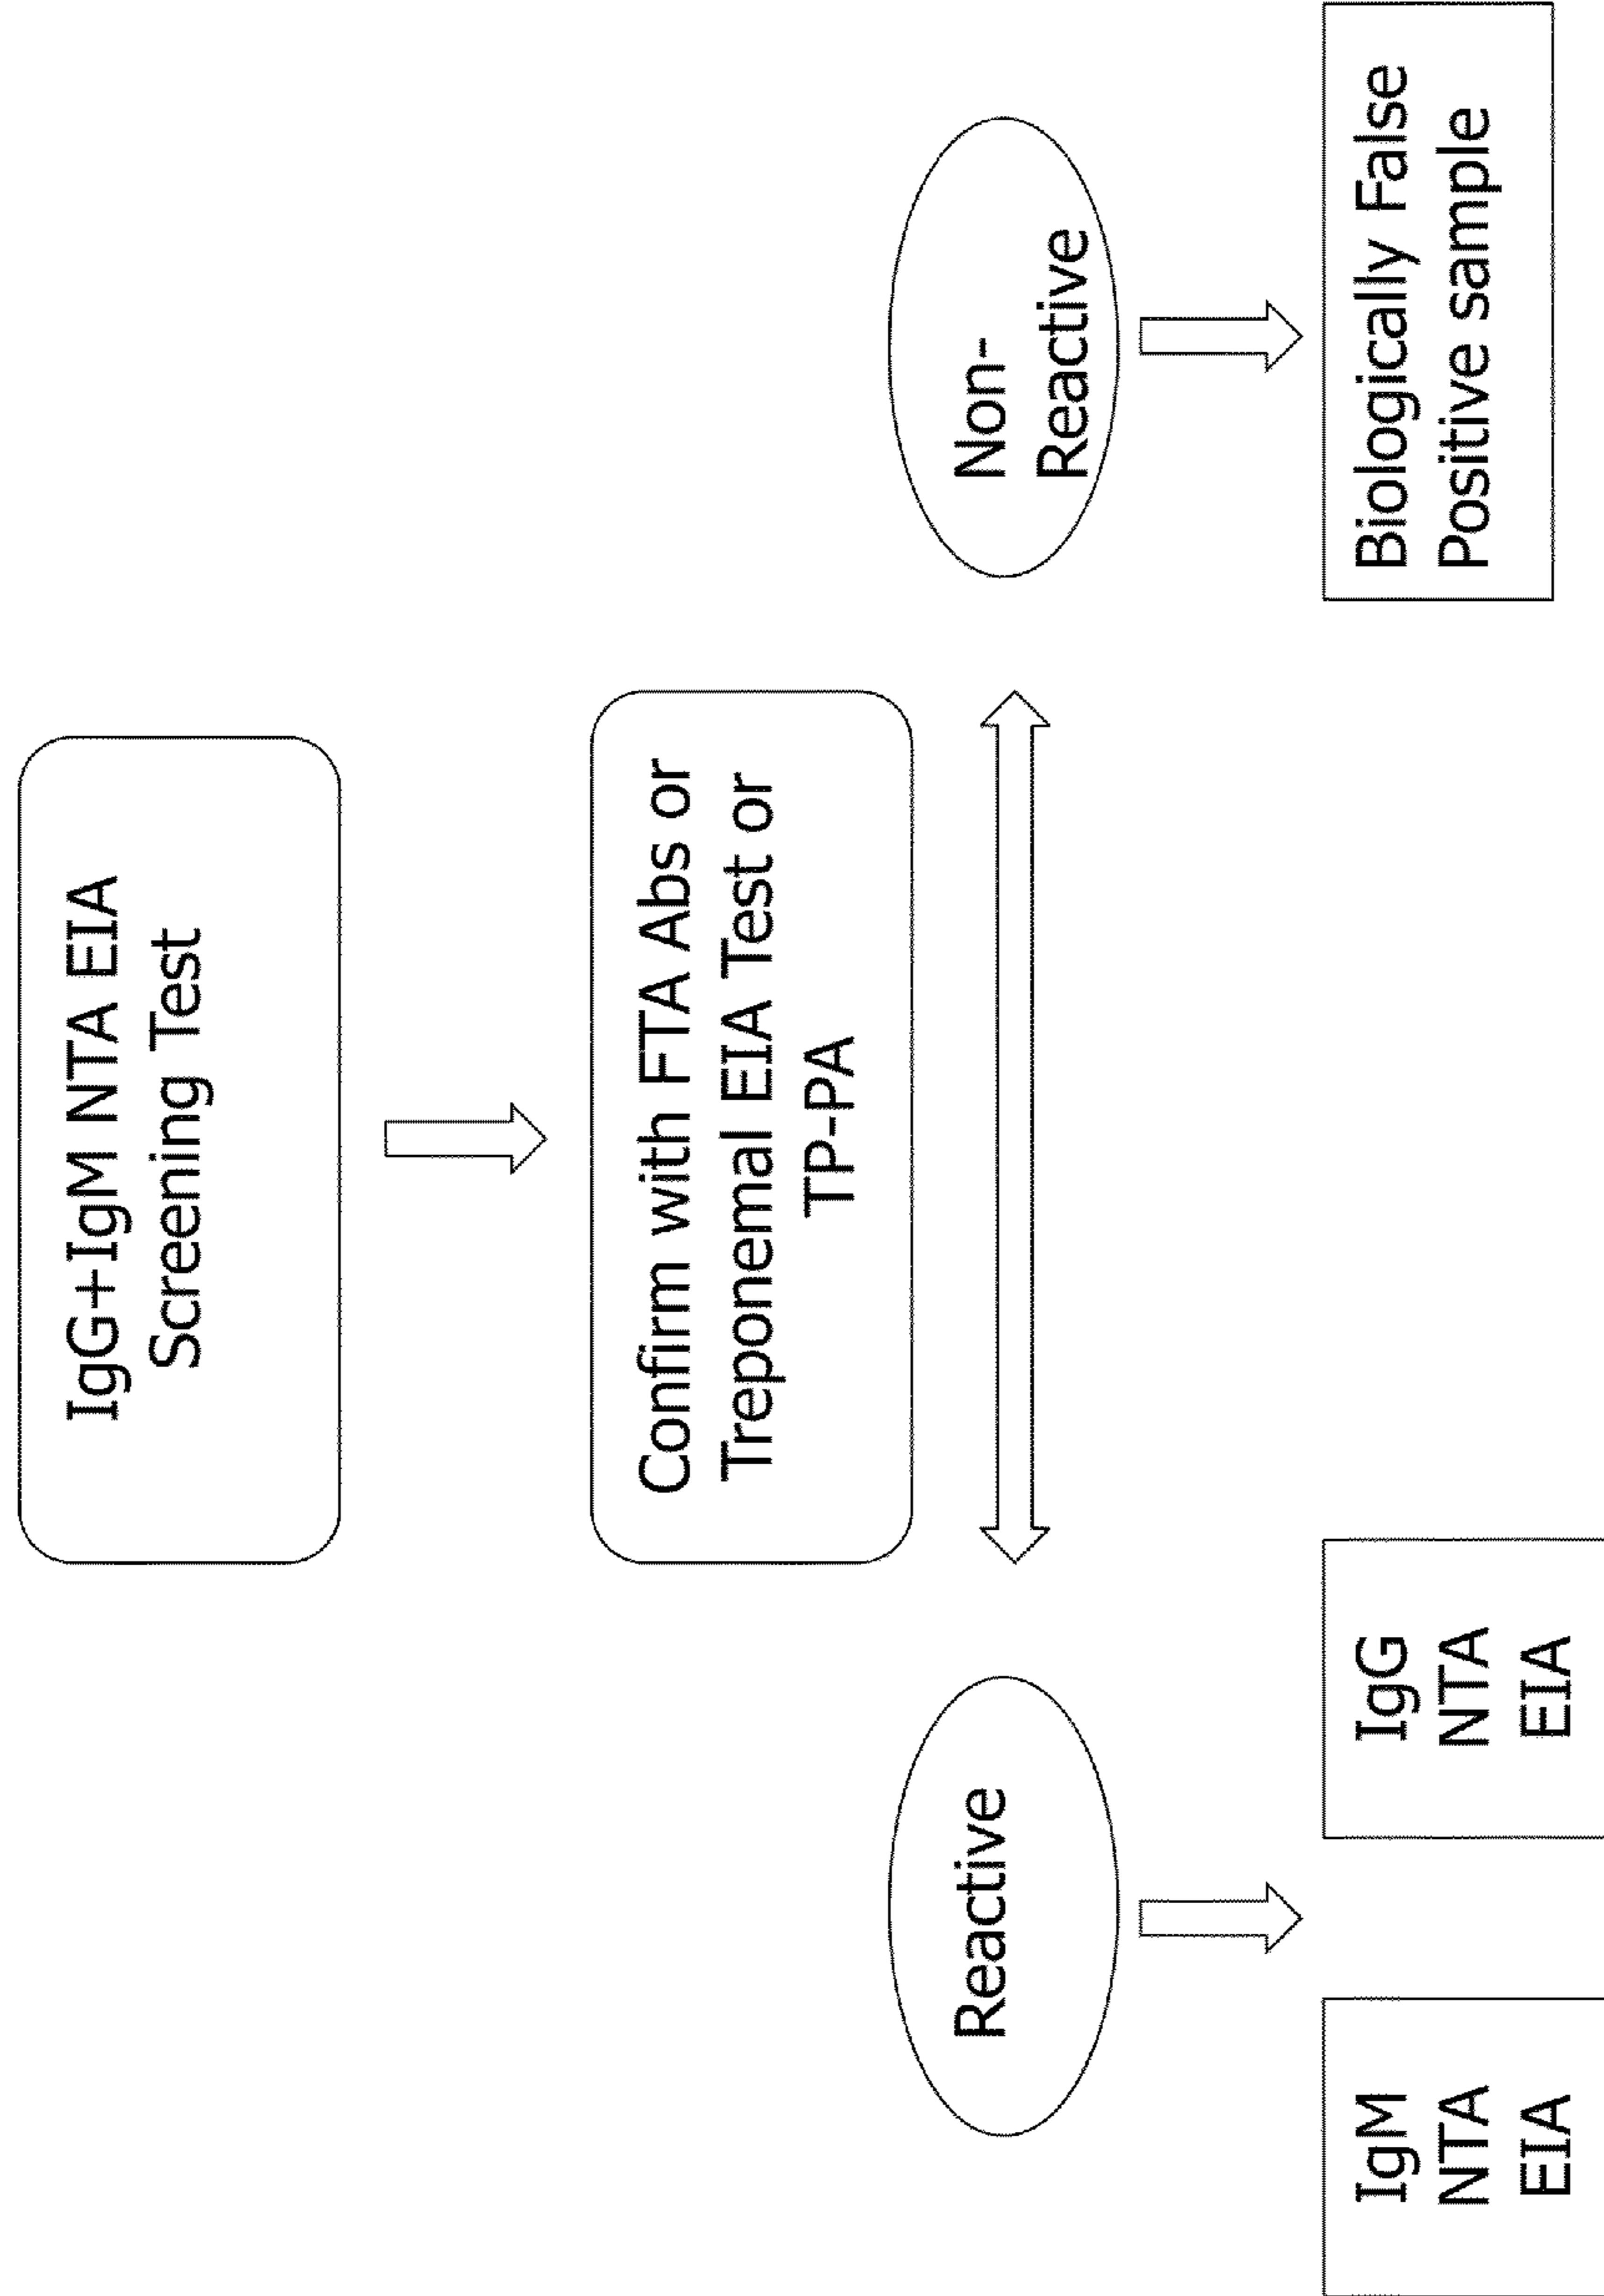 IgG+IgM NTA EIA
Screening Test
Confirm with FTA Abs or
Treponemal EIA Test or
TP-PA
Reactive
Non-
Reactive
IgM
NTA
EIA
IgG
NTA
EIA
Biologically False
Positive sample